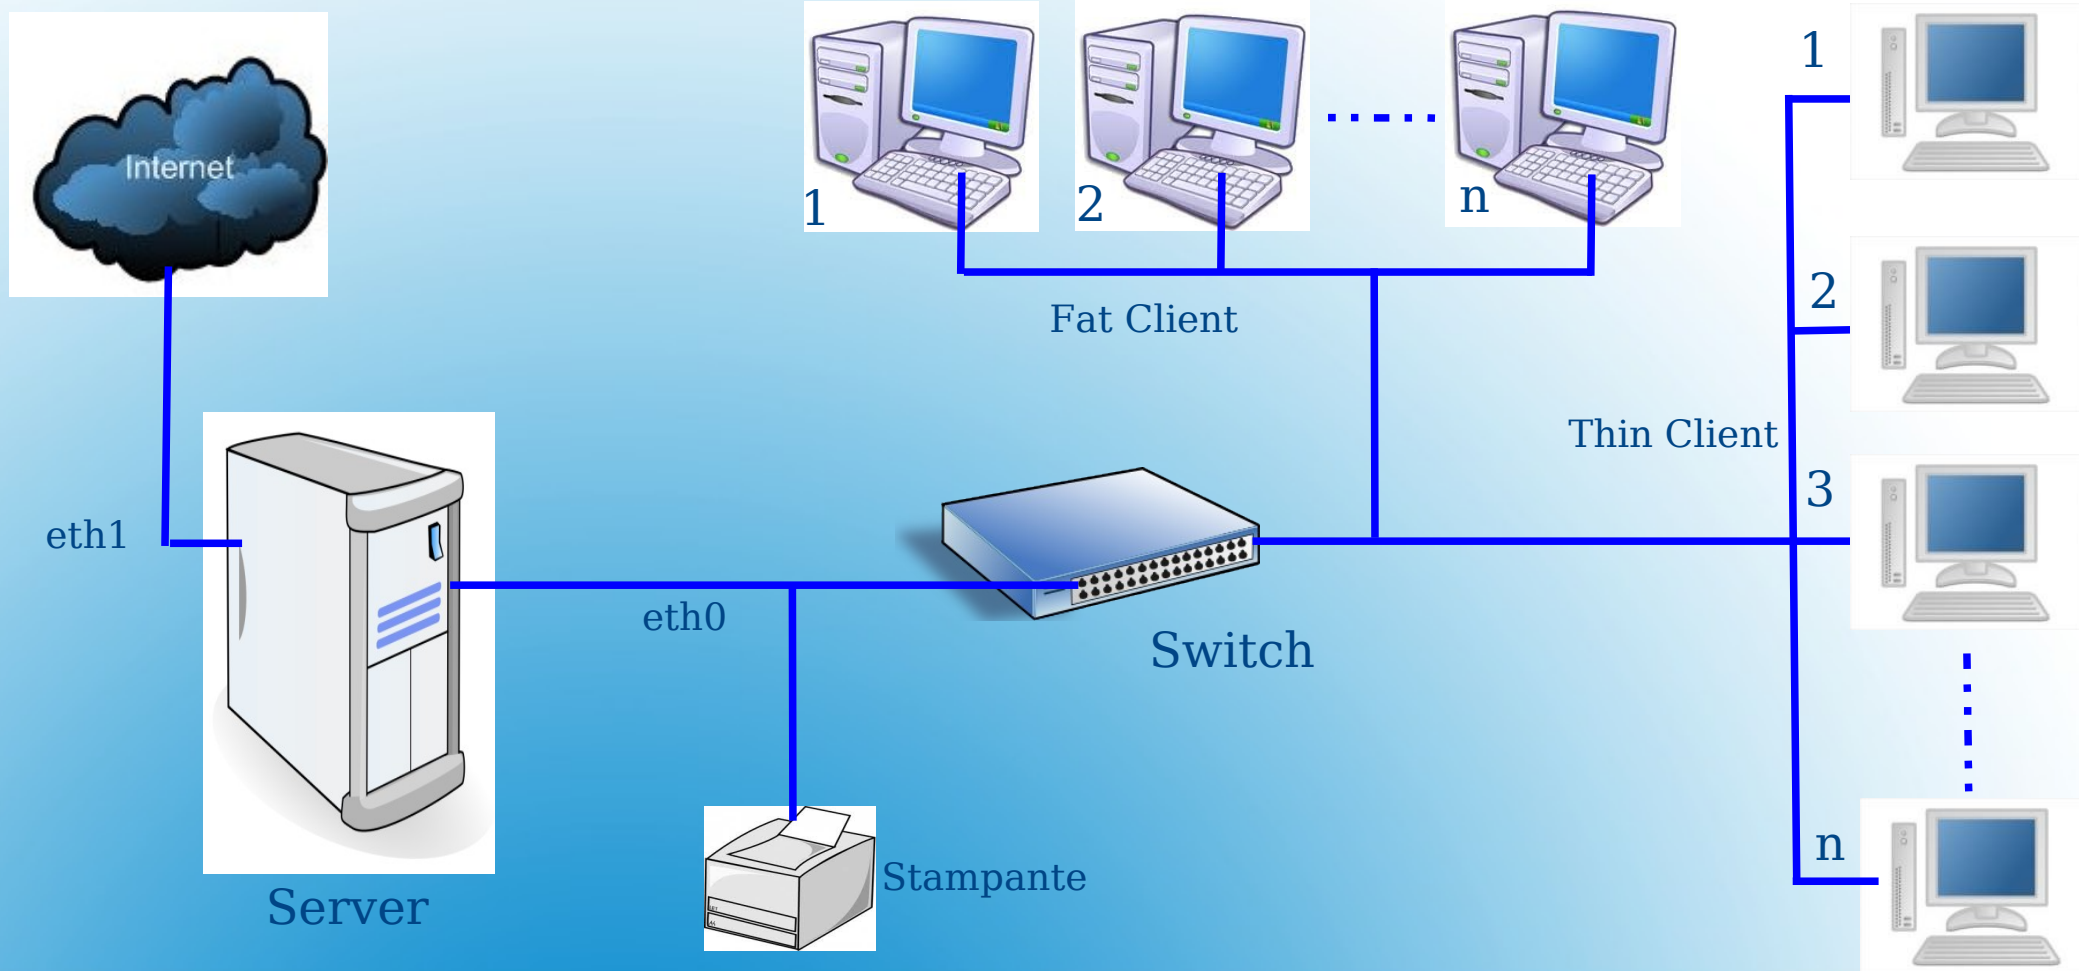 Internet
1
2
n
1
Fat Client
2
Thin Client
3
eth1
eth0
Switch
n
Stampante
Server